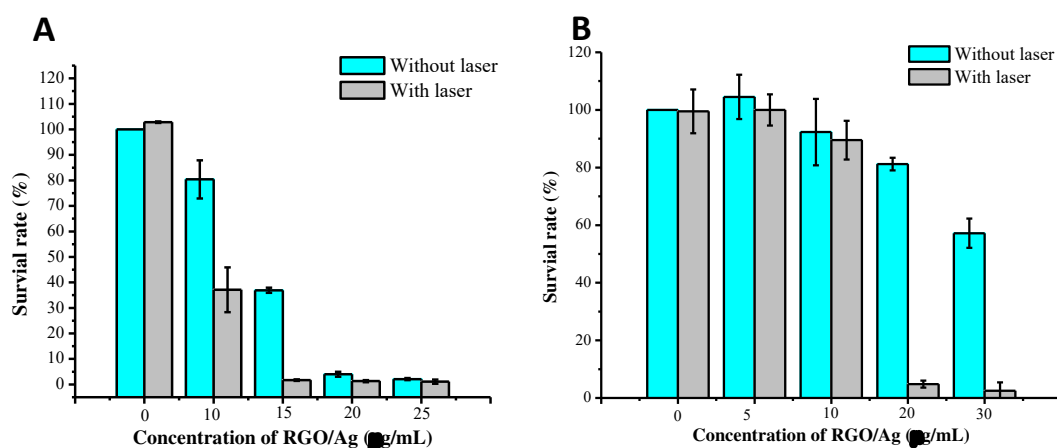 A
Without laser
With laser
120
110
100
90
80
70
60
50
40
30
20
10
0
Survial rate (%)
0 10 15 20 25
Concentration of RGO/Ag (g/mL)
B
Without laser
With laser
120
100
80
60
40
20
0
Survial rate (%)
0 5 10 20 30
Concentration of RGO/Ag (g/mL)